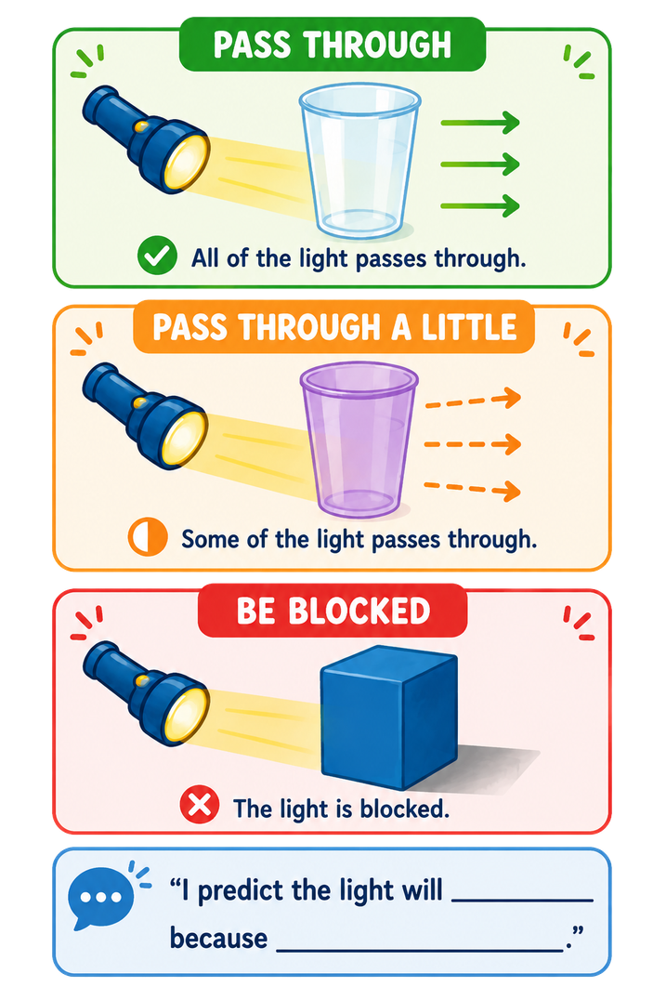 PASS THROUGH
All of the light passes through.
PASS THROUGH A LITTLE
Some of the light passes through.
BE BLOCKED
The light is blocked.
“I predict the light will __________
because ____________________.”